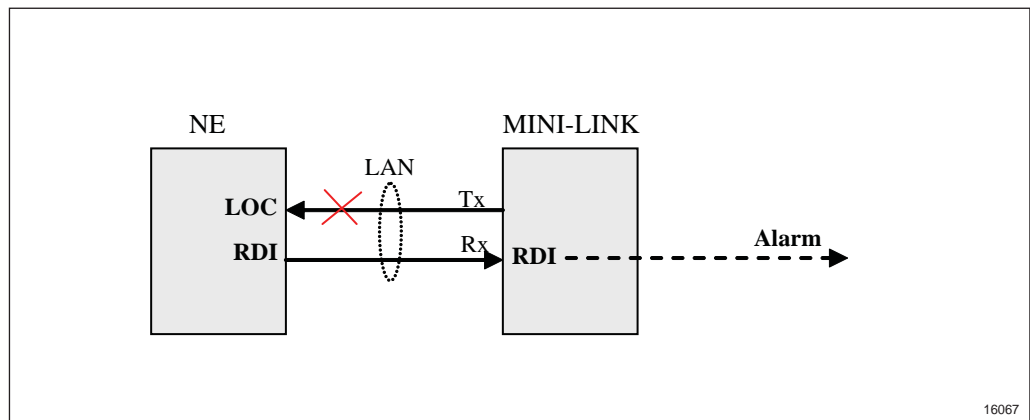 NE
MINI-LINK
LAN
LOC
Tx
RDI
Rx
RDI
Alarm
16067